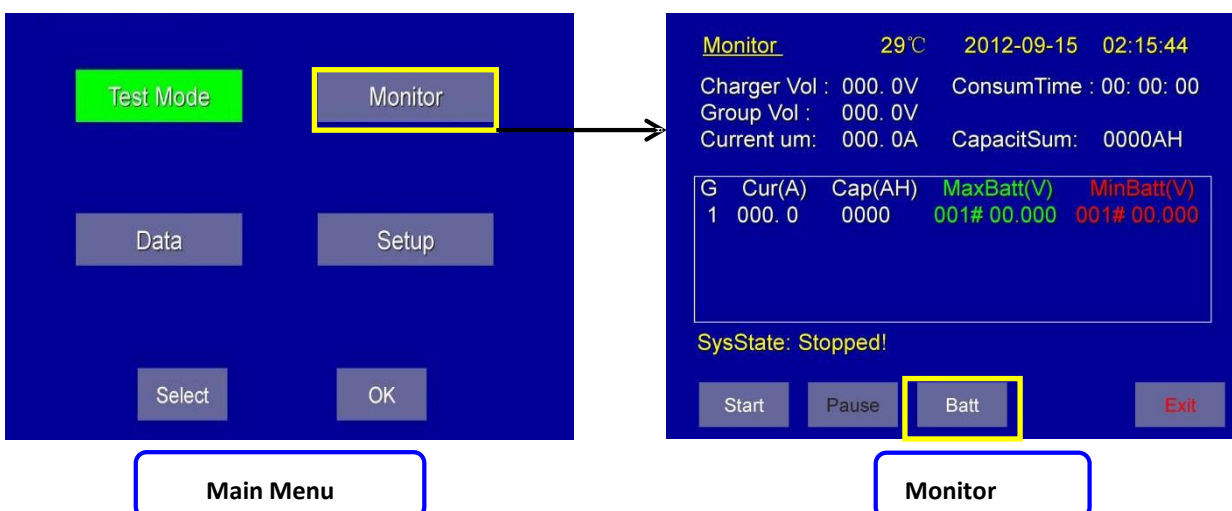 Test Mode Monitor
Data Setup
Select OK
Main Menu
Monitor 29℃ 2012-09-15 02:15:44
Charger Vol : 000. 0V ConsumTime : 00: 00: 00
Group Vol : 000. 0V
Current um: 000. 0A CapacitSum: 0000AH
G Cur(A) Cap(AH) MaxBatt(V) MinBatt(V)
1 000. 0 0000 001# 00.000 001# 00.000
SysState: Stopped!
Start Pause Batt Exit
Monitor